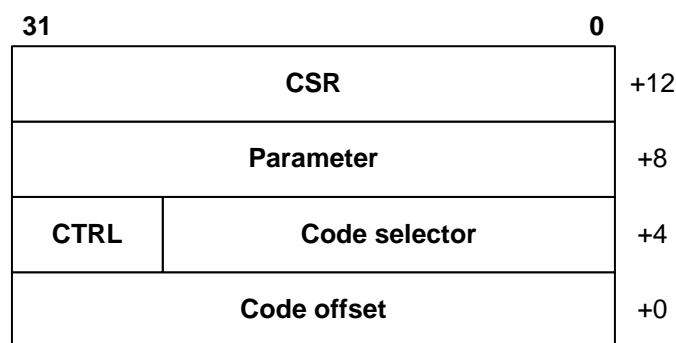 31 0
CSR +12
Parameter +8
CTRL Code selector +4
Code offset +0